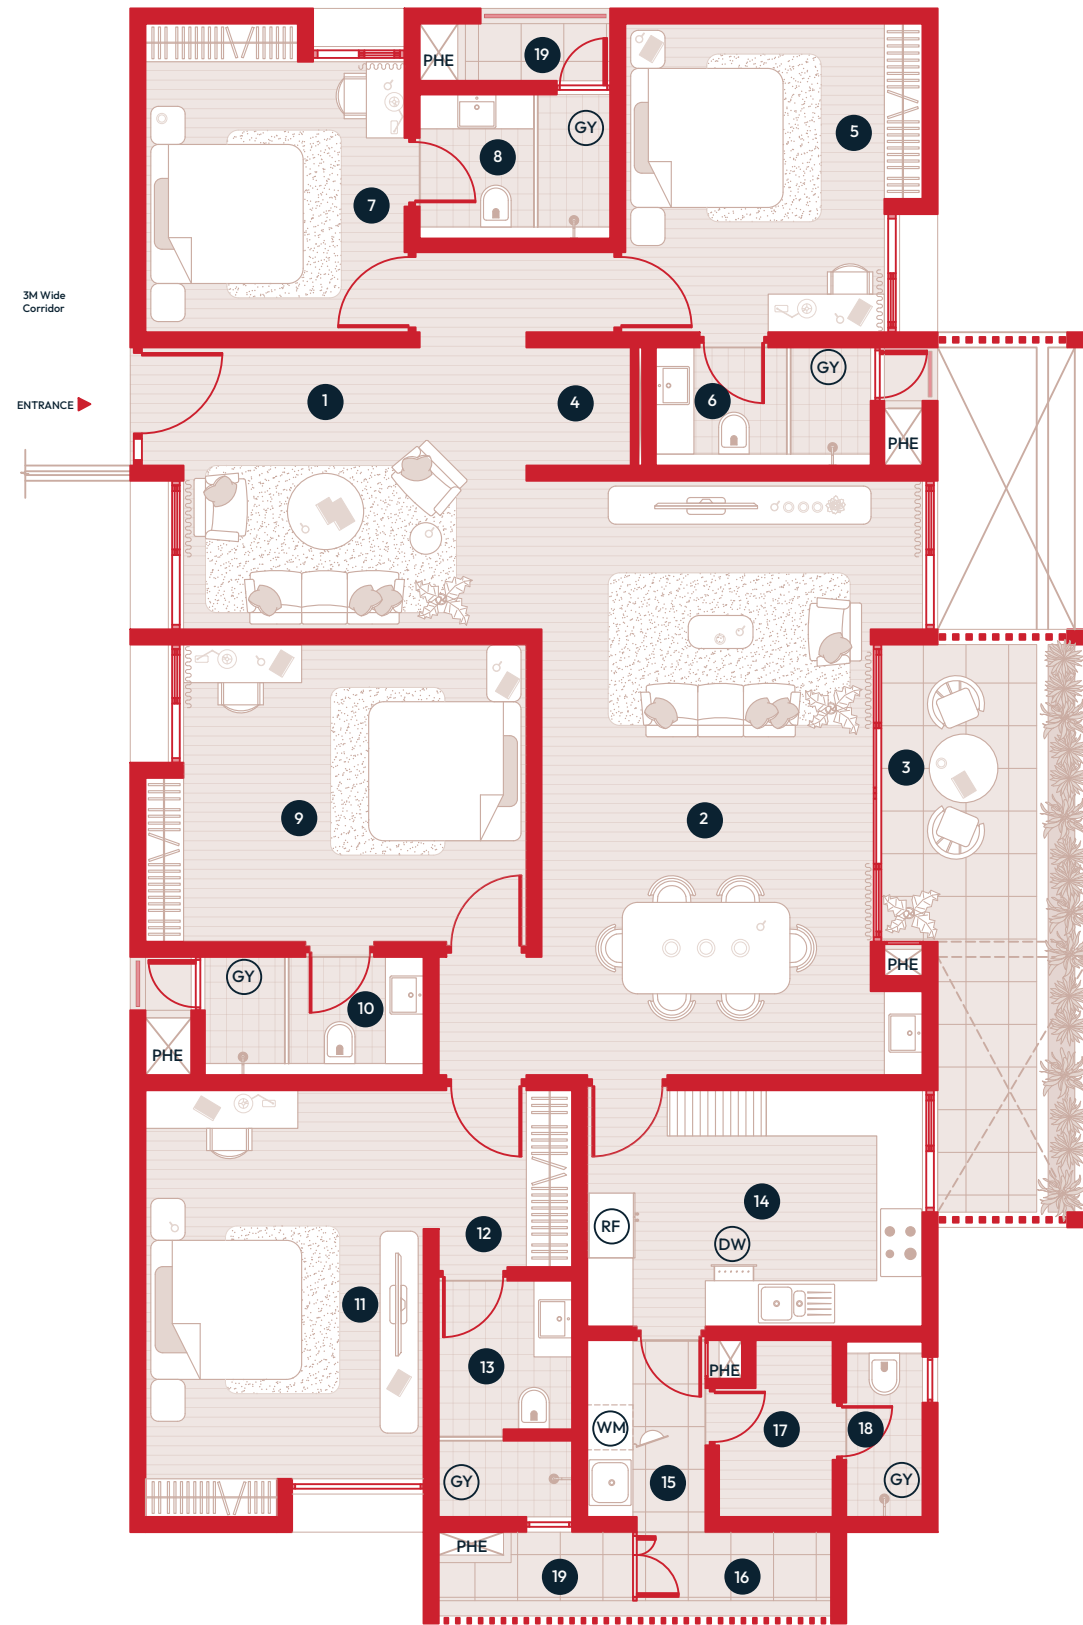 19
PHE
GY
5
8
7
3M Wide
Corridor
GY
ENTRANCE
1
4
6
PHE
3
9
2
PHE
GY
10
PHE
14
RF
12
DW
11
13
PHE
WM
17
18
GY
15
GY
PHE
19
16